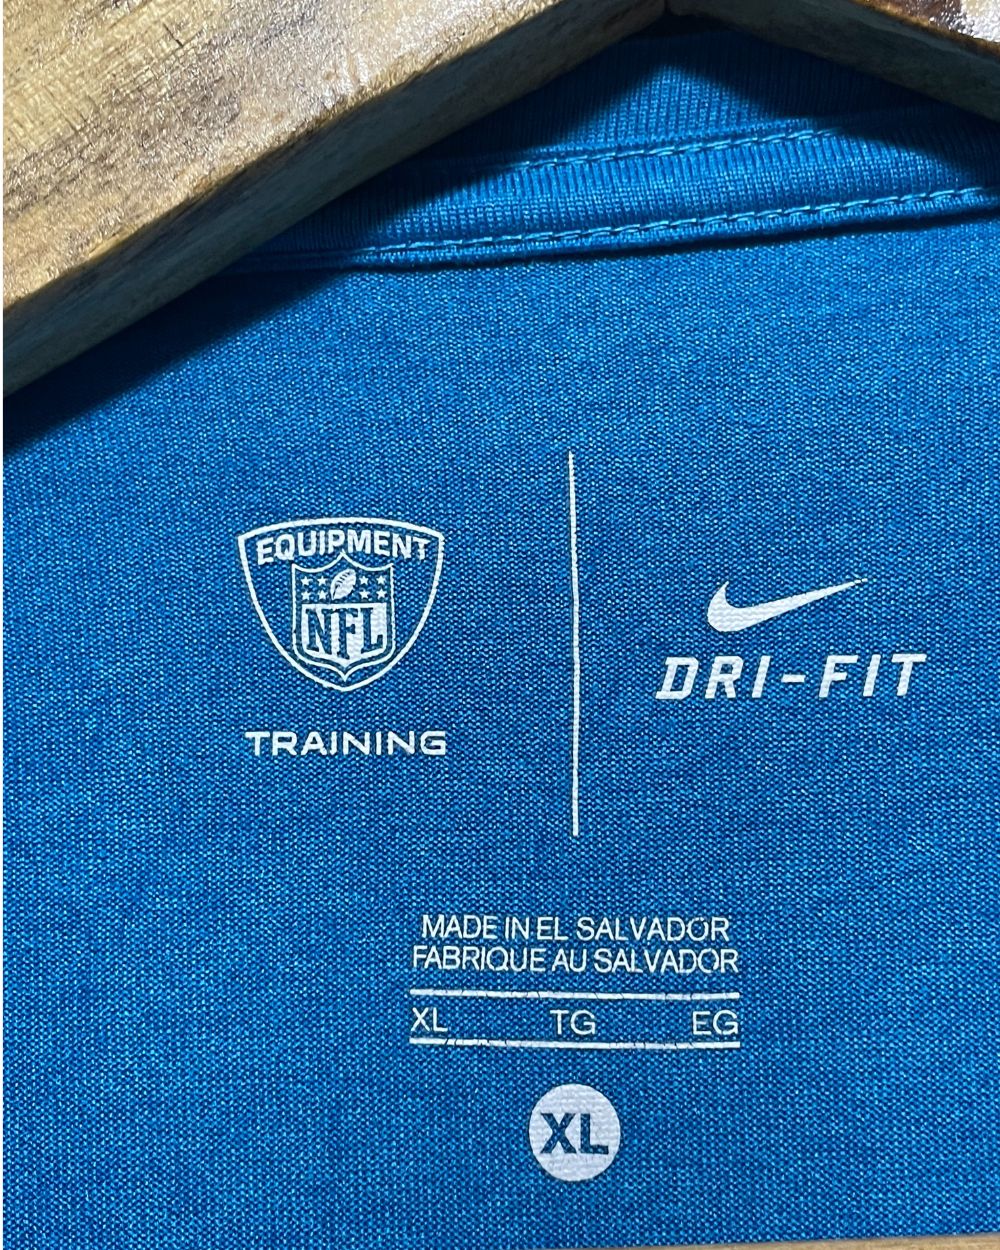 EQUIPMENT
NFL
TRAINING
DRI-FIT
MADE IN EL SALVADOR
FABRIQUE AU SALVADOR
XL TG EG
XL